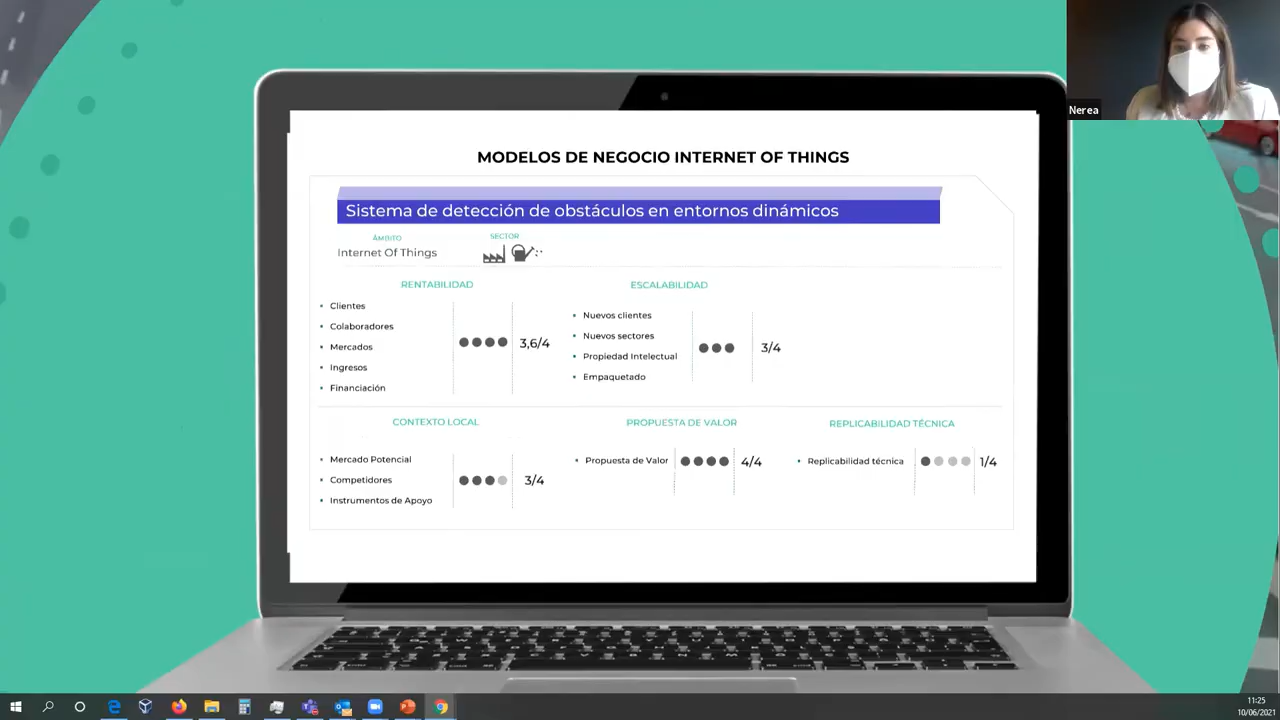 Nerea
MODELOS DE NEGOCIO INTERNET OF THINGS
Sistema de detección de obstáculos en entornos dinámicos
ÁMBITO
Internet Of Things
SECTOR
RENTABILIDAD
• Clientes
• Colaboradores
• Mercados
• Ingresos
• Financiación
3,6/4
ESCALABILIDAD
• Nuevos clientes
• Nuevos sectores
• Propiedad Intelectual
• Empaquetado
3/4
CONTEXTO LOCAL
• Mercado Potencial
• Competidores
• Instrumentos de Apoyo
3/4
PROPUESTA DE VALOR
• Propuesta de Valor
4/4
REPLICABILIDAD TÉCNICA
• Replicabilidad técnica
1/4
11:25
10/06/2021